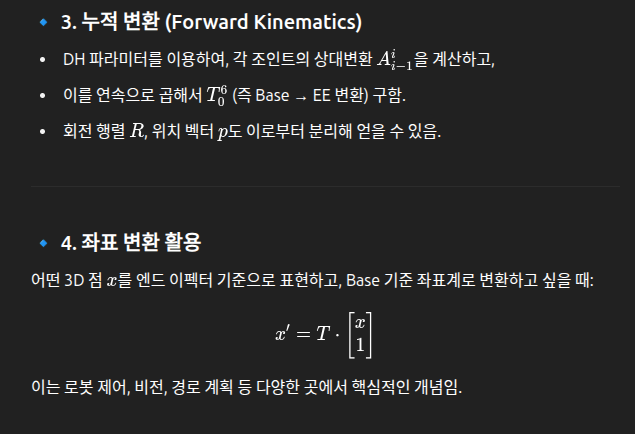 🔹 3. 누적 변환 (Forward Kinematics)
• DH 파라미터를 이용하여, 각 조인트의 상대변환 $A_{i-1}^{i}$을 계산하고,
• 이를 연속으로 곱해서 $T_0^6$ (즉 Base → EE 변환) 구함.
• 회전 행렬 $R$, 위치 벡터 $p$도 이로부터 분리해 얻을 수 있음.
🔹 4. 좌표 변환 활용
어떤 3D 점 $x$를 엔드 이펙터 기준으로 표현하고, Base 기준 좌표계로 변환하고 싶을 때:
$x' = T \cdot \begin{bmatrix} x \\ 1 \end{bmatrix}$
이는 로봇 제어, 비전, 경로 계획 등 다양한 곳에서 핵심적인 개념임.